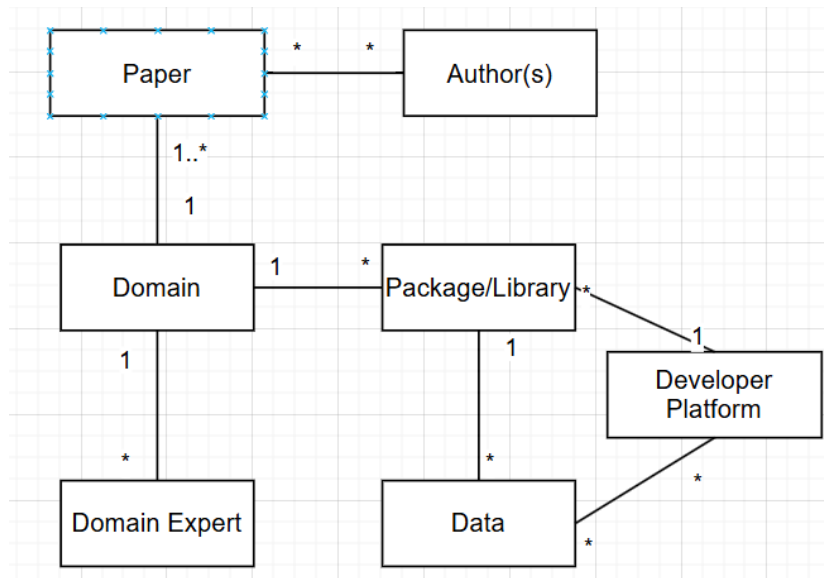 Paper
* *
Author(s)
1..*
1
Domain
1 *
Package/Library
*
1
Developer
Platform
1
*
1
*
Domain Expert
Data
*
*